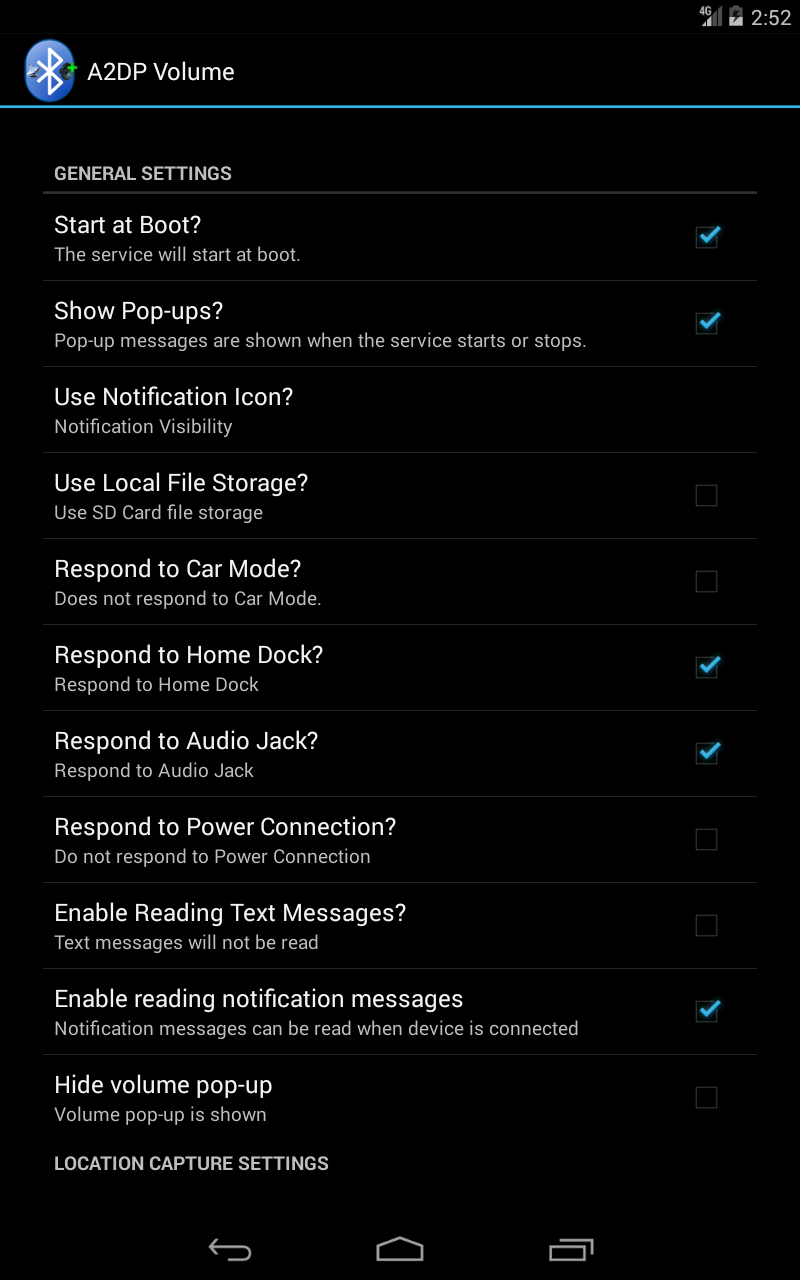 4G 2:52
A2DP Volume
GENERAL SETTINGS
Start at Boot?
The service will start at boot.
Show Pop-ups?
Pop-up messages are shown when the service starts or stops.
Use Notification Icon?
Notification Visibility
Use Local File Storage?
Use SD Card file storage
Respond to Car Mode?
Does not respond to Car Mode.
Respond to Home Dock?
Respond to Home Dock
Respond to Audio Jack?
Respond to Audio Jack
Respond to Power Connection?
Do not respond to Power Connection
Enable Reading Text Messages?
Text messages will not be read
Enable reading notification messages
Notification messages can be read when device is connected
Hide volume pop-up
Volume pop-up is shown
LOCATION CAPTURE SETTINGS